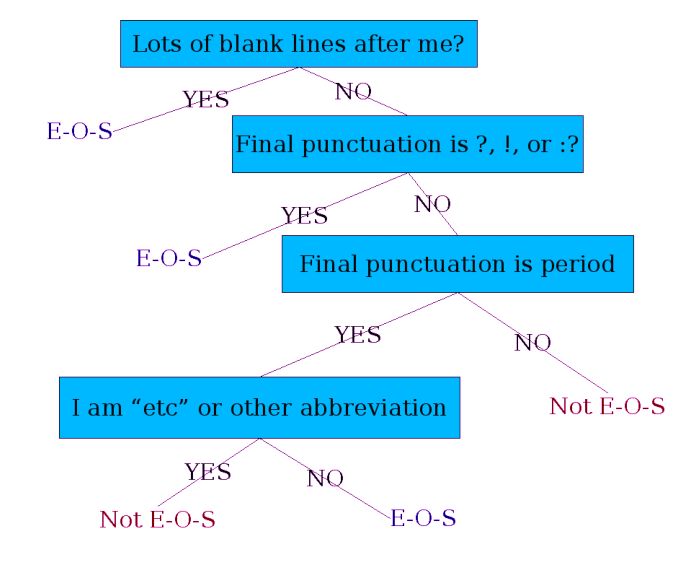 Lots of blank lines after me?
YES
NO
E-O-S
Final punctuation is ?, !, or :?
YES
NO
E-O-S
Final punctuation is period
YES
NO
I am “etc” or other abbreviation
Not E-O-S
YES
NO
Not E-O-S
E-O-S